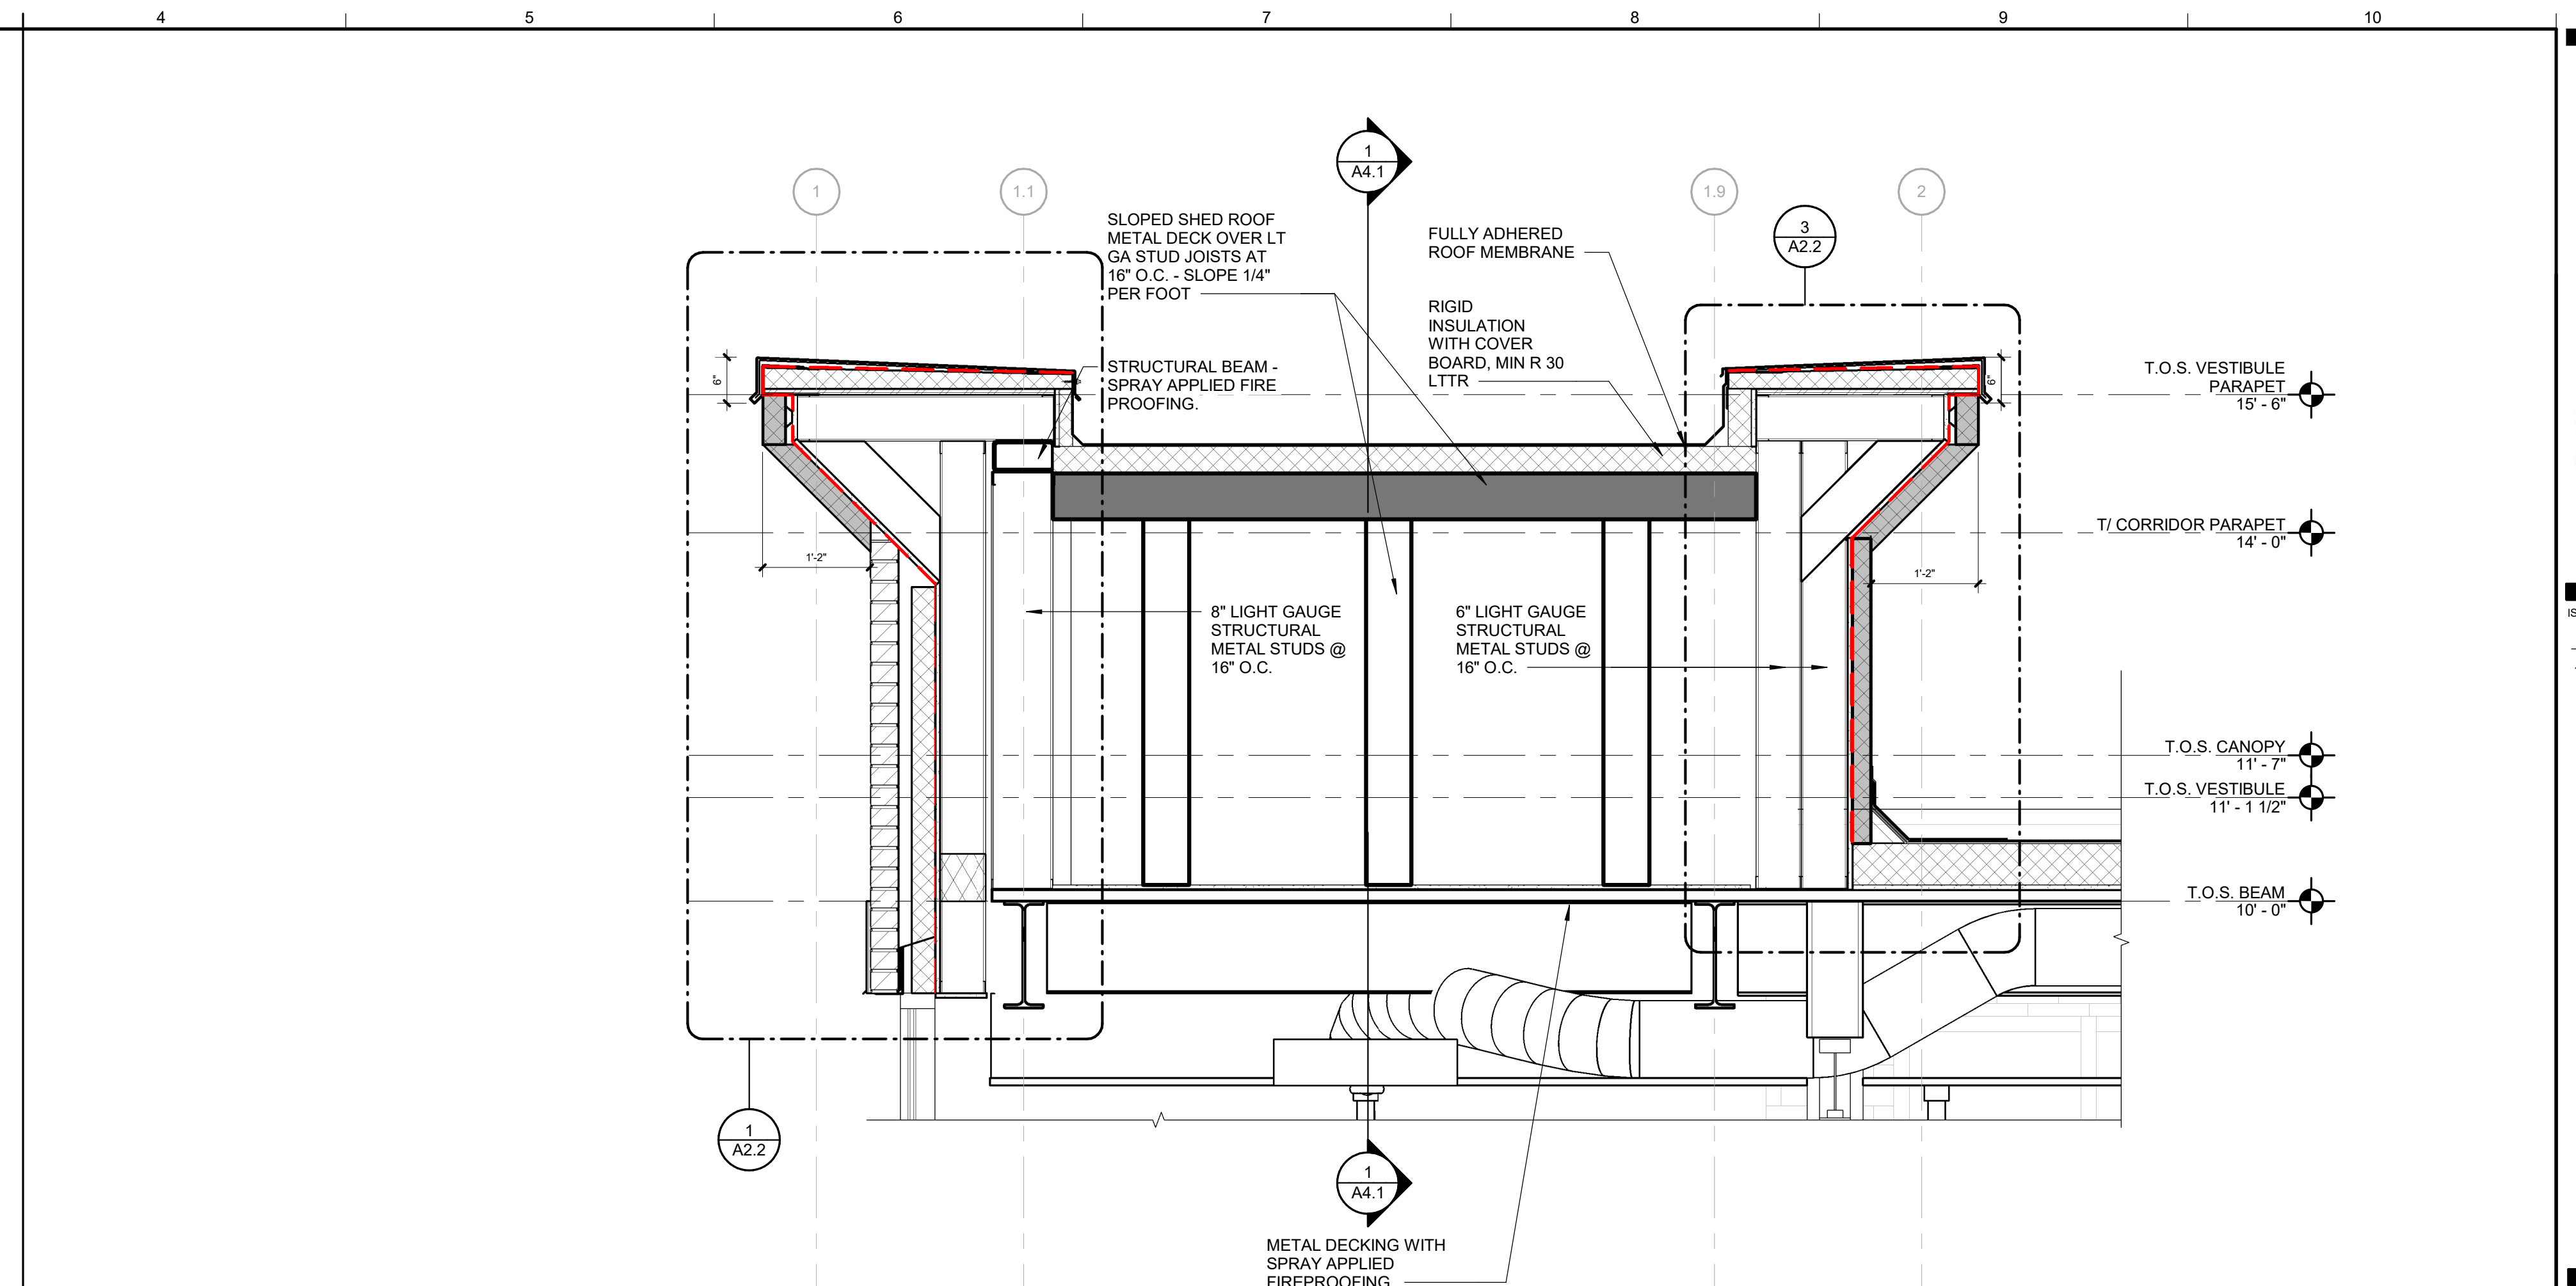 4 5 6 7 8 9 10
1
A4.1
1 1.1 1.9 2
3
A2.2
SLOPED SHED ROOF
METAL DECK OVER LT
GA STUD JOISTS AT
16" O.C. - SLOPE 1/4"
PER FOOT
FULLY ADHERED
ROOF MEMBRANE
RIGID
INSULATION
WITH COVER
BOARD, MIN R 30
LTTR
STRUCTURAL BEAM -
SPRAY APPLIED FIRE
PROOFING.
6"
6"
T.O.S. VESTIBULE
PARAPET
15' - 6"
T/ CORRIDOR PARAPET
14' - 0"
1'-2"
1'-2"
8" LIGHT GAUGE
STRUCTURAL
METAL STUDS @
16" O.C.
6" LIGHT GAUGE
STRUCTURAL
METAL STUDS @
16" O.C.
IS
T.O.S. CANOPY
11' - 7"
T.O.S. VESTIBULE
11' - 1 1/2"
T.O.S. BEAM
10' - 0"
1
A2.2
1
A4.1
METAL DECKING WITH
SPRAY APPLIED
FIREPROOFING